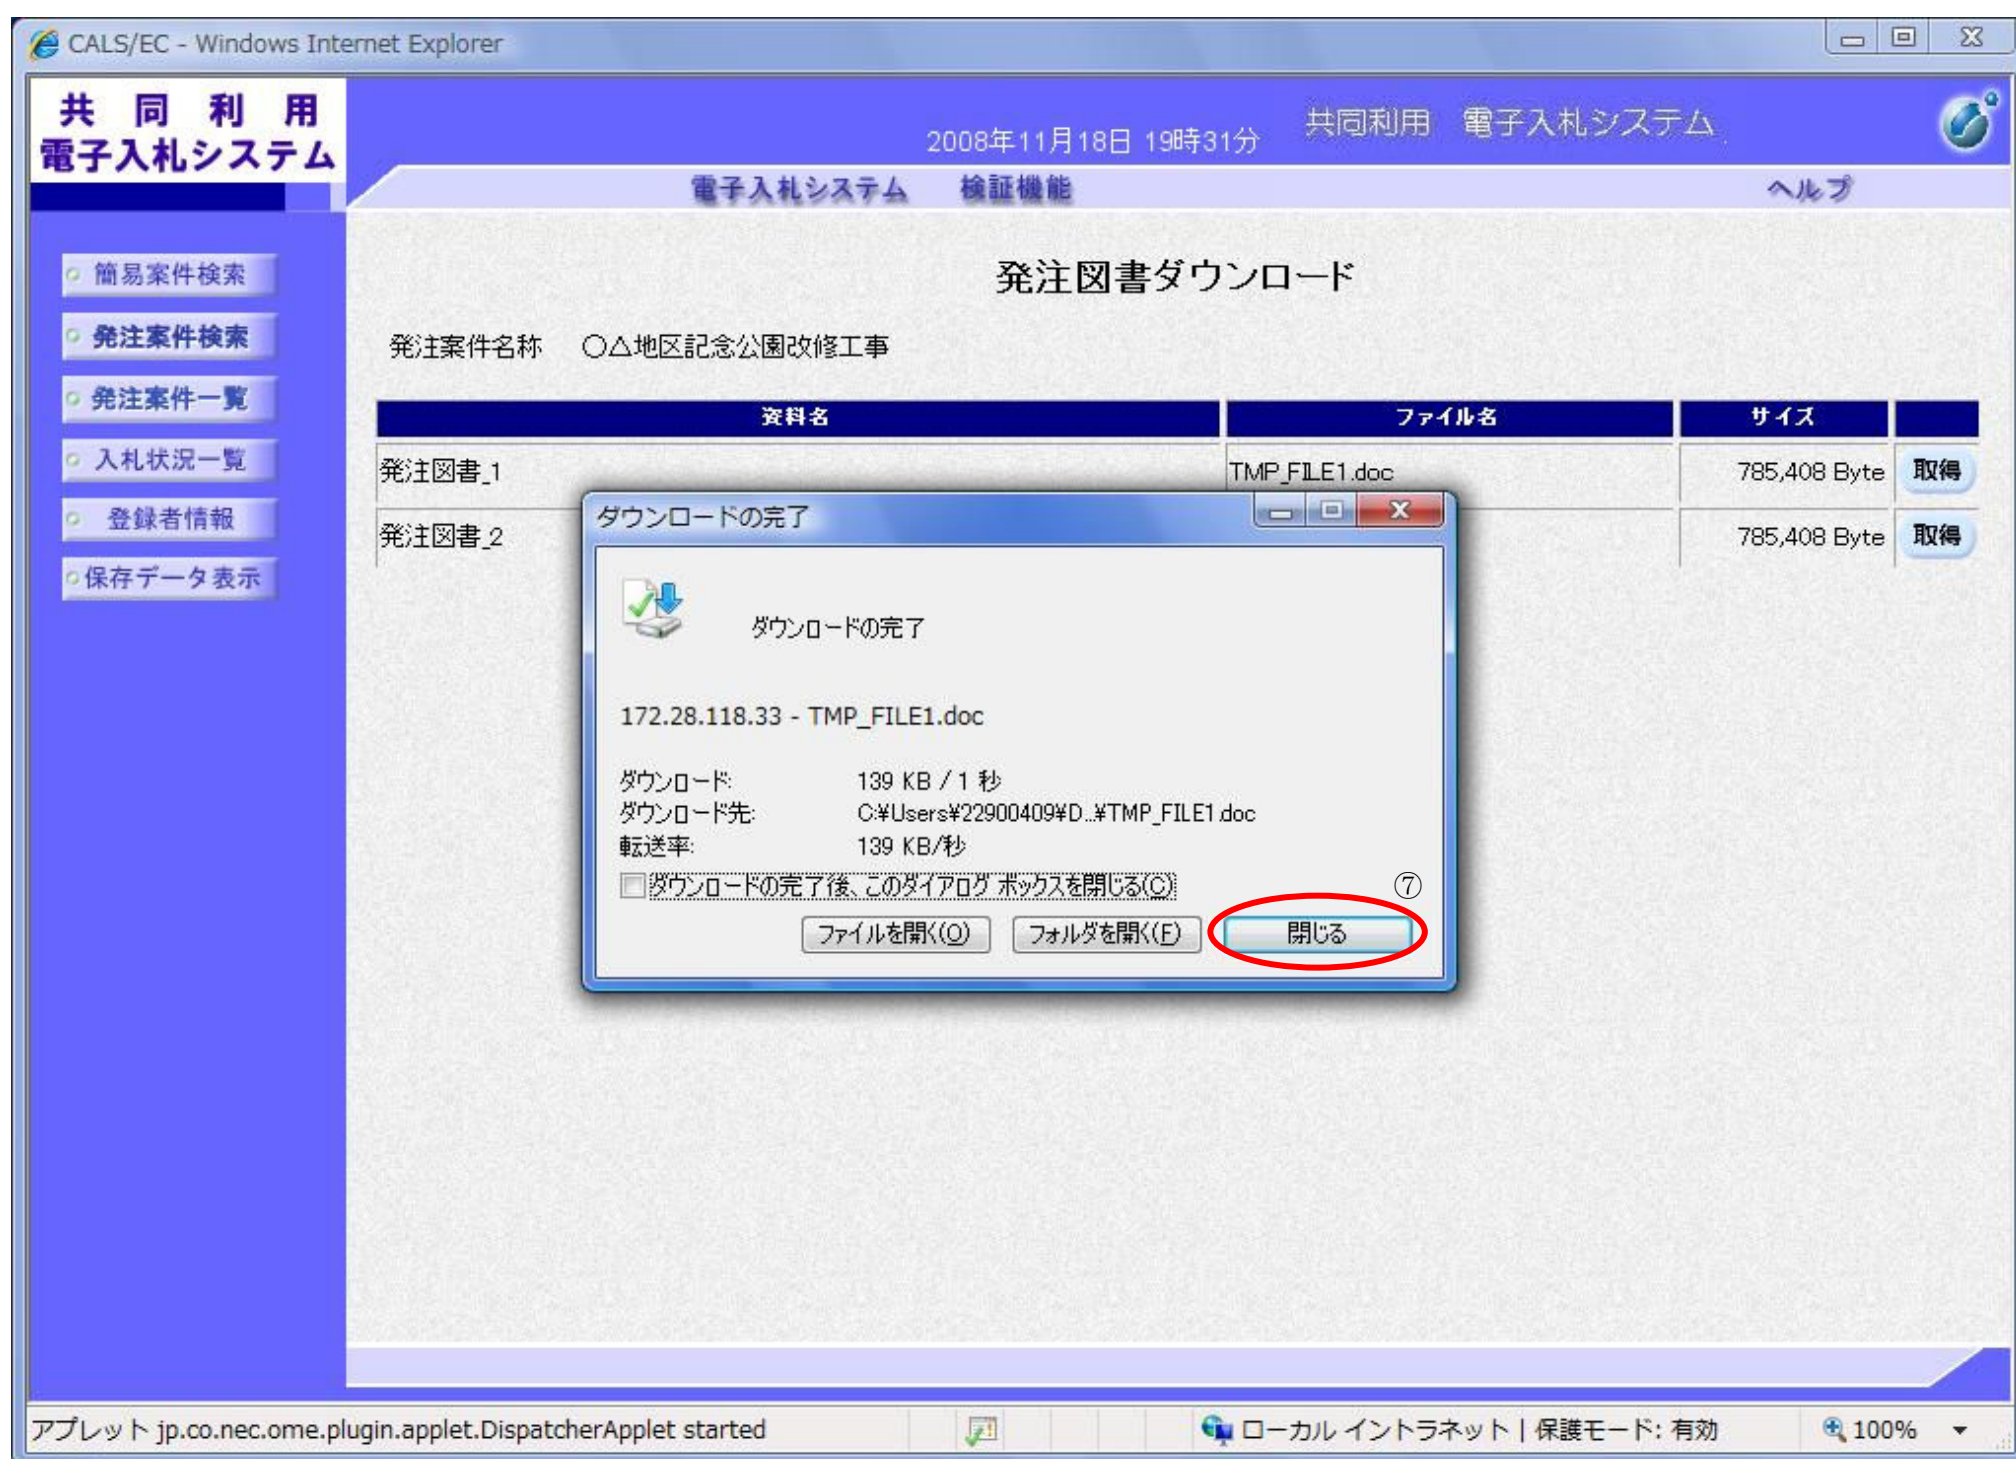 CALS/EC - Windows Internet Explorer
共同利用
電子入札システム
2008年11月18日 19時31分
共同利用 電子入札システム
電子入札システム 検証機能 ヘルプ
簡易案件検索
発注案件検索
発注案件一覧
入札状況一覧
登録者情報
保存データ表示
発注図書ダウンロード
発注案件名称 〇△地区記念公園改修工事
資料名 ファイル名 サイズ
発注図書_1 TMP_FILE1.doc 785,408 Byte 取得
発注図書_2 785,408 Byte 取得
ダウンロードの完了
ダウンロードの完了
172.28.118.33 - TMP_FILE1.doc
ダウンロード: 139 KB / 1 秒
ダウンロード先: C:¥Users¥22900409¥D...¥TMP_FILE1.doc
転送率: 139 KB/秒
ダウンロードの完了後、このダイアログ ボックスを閉じる(C)
⑦
ファイルを開く(O) フォルダを開く(F) 閉じる
アプレット jp.co.nec.ome.plugin.applet.DispatcherApplet started
ローカル イントラネット | 保護モード: 有効
100%